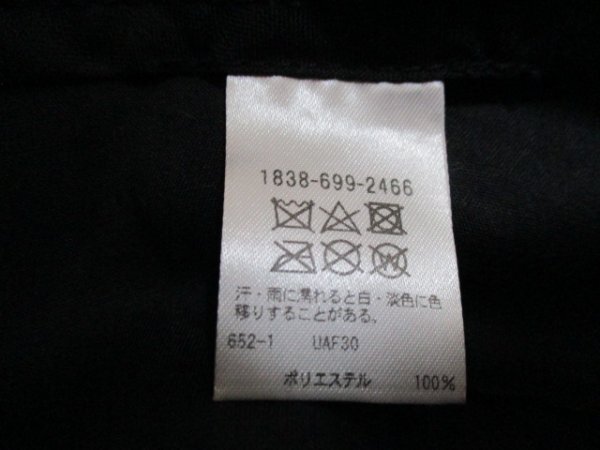 1838-699-2466
W
汗・雨に濡れると白・淡色に色
移りすることがある。
652-1 UAF30
ポリエステル 100%